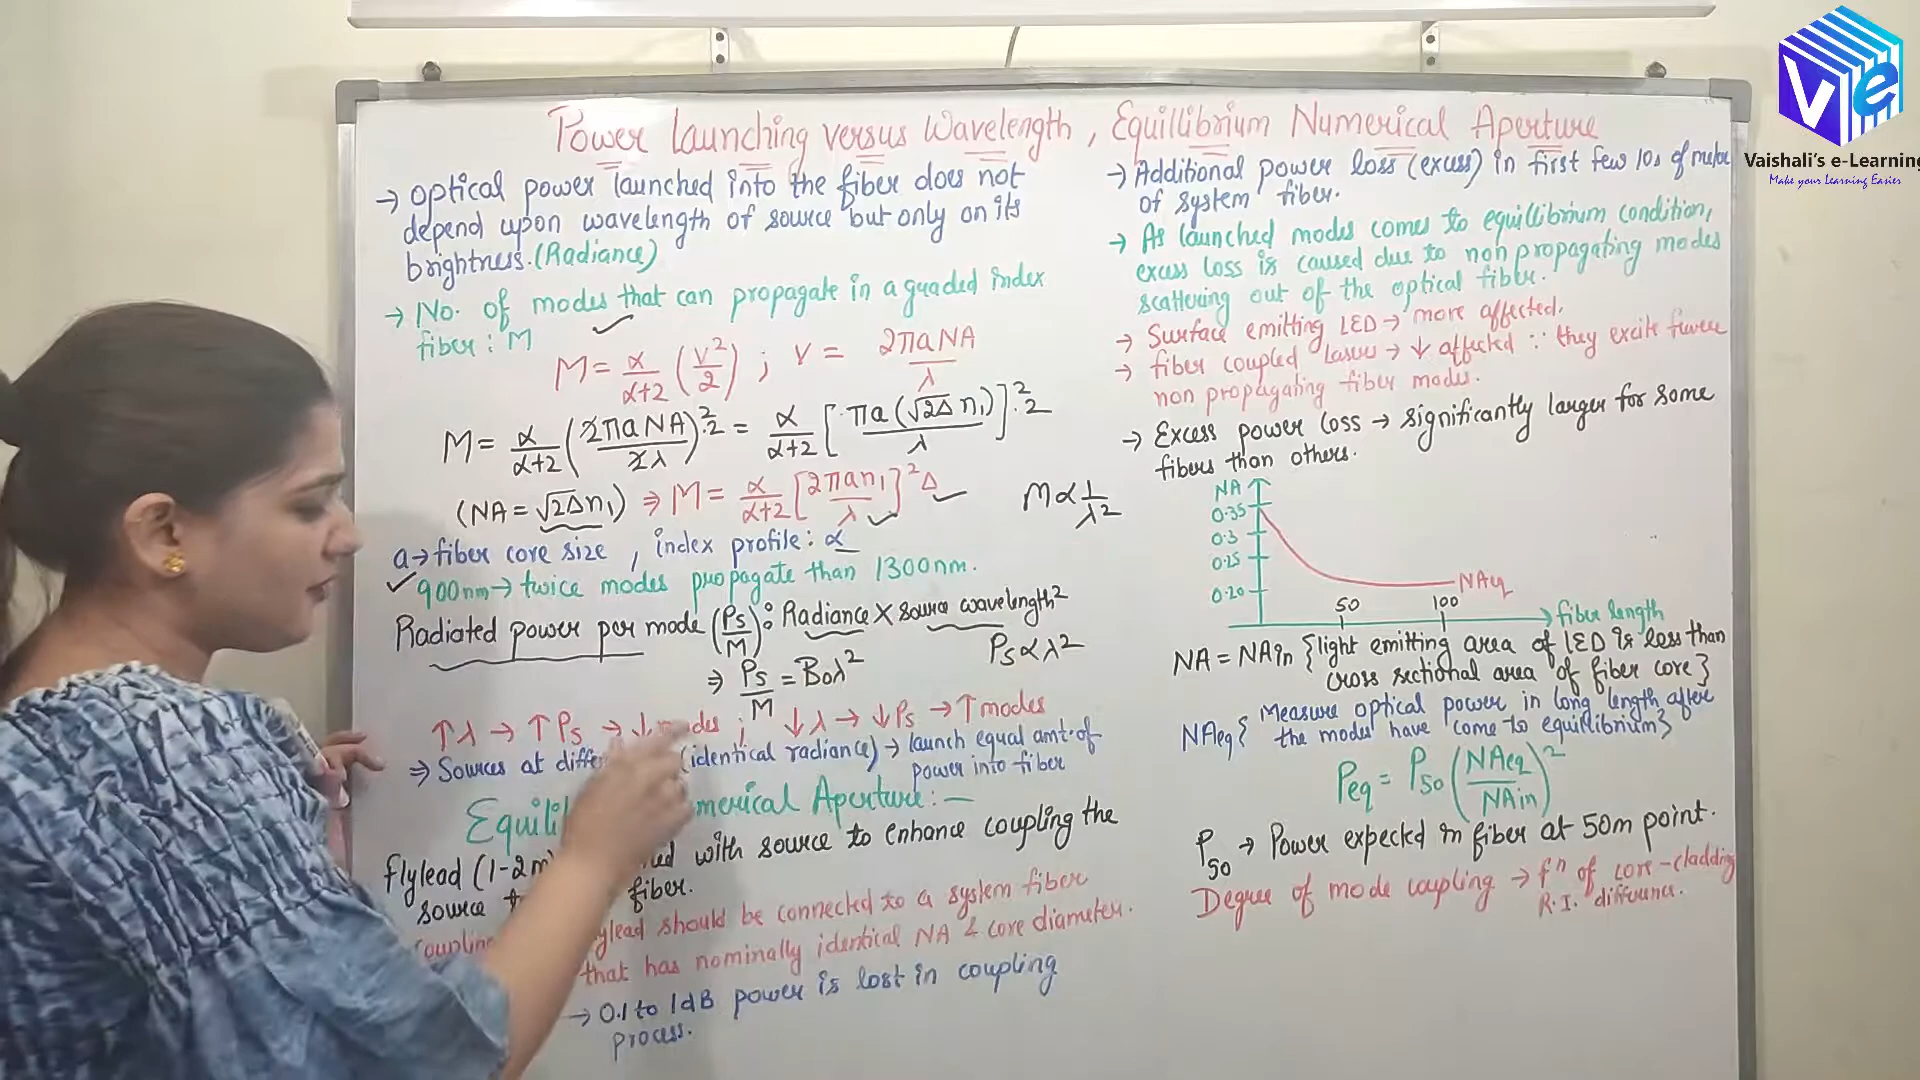 Power Launching versus Wavelength, Equillibrium Numerical Aperture
→ optical power launched into the fiber does not
depend upon wavelength of source but only on its
brightness. (Radiance)
→ No. of modes that can propagate in a graded index
fiber : M
M = α/(α+2) (V²/2) ; V = 2πaNA/λ
M = α/(α+2) (2πaNA/2λ)².2 = α/(α+2) [πa(√2Δ n₁)/λ]².2
(NA = √2Δ n₁) ⇒ M = α/(α+2) [2πan₁/λ]² Δ
M ∝ 1/λ²
a → fiber core size , index profile : α
900nm → twice modes propagate than 1300nm.
Radiated power per mode (Ps/M) : Radiance X source wavelength²
⇒ Ps/M = B₀λ²
Ps ∝ λ²
↑λ → ↑Ps → ↓modes ; ↓λ → ↓Ps → ↑modes
⇒ Sources at (identical radiance) → launch equal amt. of
power into fiber
Aperture : —
flylead (1-2m) with source to enhance coupling the
source fiber.
should be connected to a system fiber
that has nominally identical NA & core diameter.
→ 0.1 to 1dB power is lost in coupling
process.
→ Additional power loss (excess) in first few 10s of meter
of system fiber.
→ As launched modes comes to equillibrium condition,
excess loss is caused due to non propagating modes
scattering out of the optical fiber.
→ Surface emitting LED → more affected.
→ fiber coupled lasers → ↓ affected ∵ they excite fewer
non propagating fiber modes.
→ Excess power loss → significantly larger for some
fibers than others.
NA
0.35
0.3
0.25
0.20
NAeq
50
100
fiber length
NA = NAin {light emitting area of LED is less than
cross sectional area of fiber core}
NAeq { Measure optical power in long length after
the modes have come to equillibrium}
Peq = P50 (NAeq/NAin)²
P50 → Power expected in fiber at 50m point.
Degree of mode coupling → fⁿ of core-cladding
R.I. difference.
Ve
Vaishali's e-Learning
Make your Learning Easier